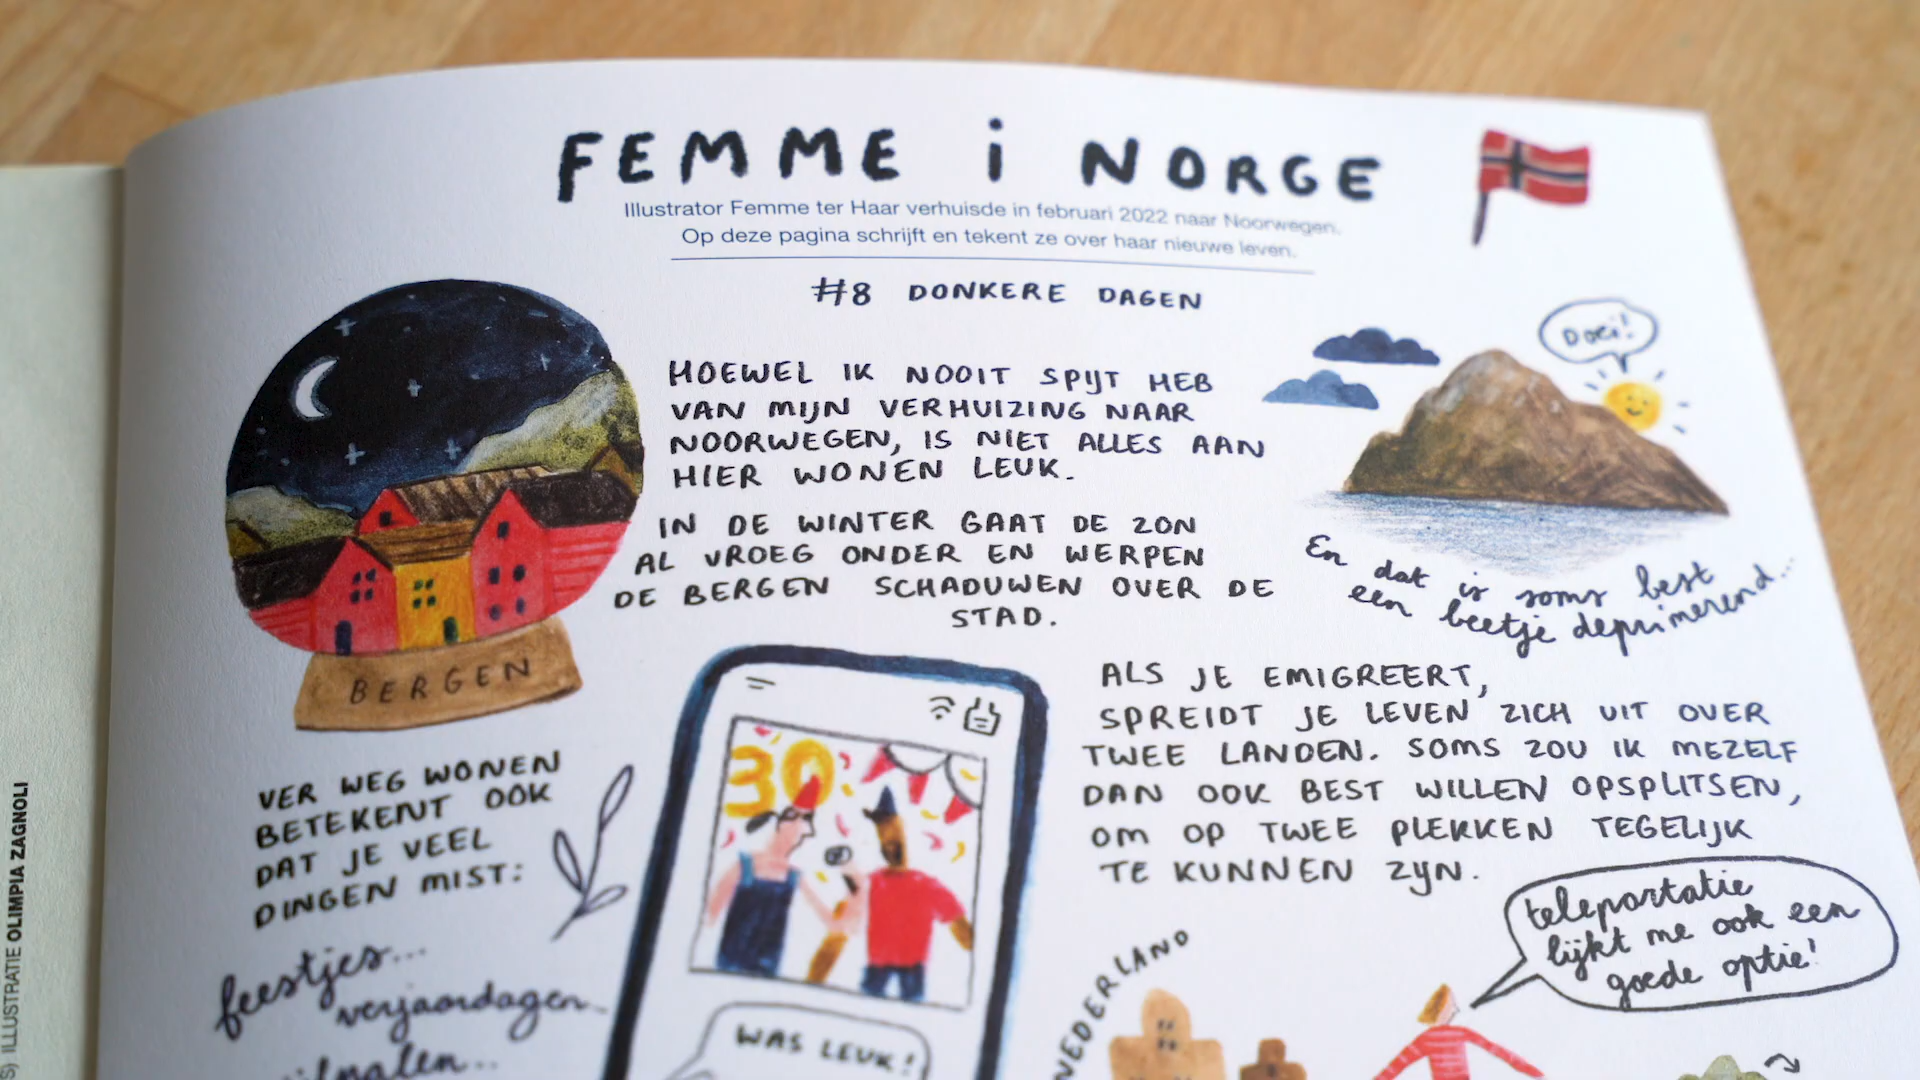 FEMME i NORGE
Illustrator Femme ter Haar verhuisde in februari 2022 naar Noorwegen.
Op deze pagina schrijft en tekent ze over haar nieuwe leven.
#8 DONKERE DAGEN
HOEWEL IK NOOIT SPIJT HEB
VAN MIJN VERHUIZING NAAR
NOORWEGEN, IS NIET ALLES AAN
HIER WONEN LEUK.
Doei!
IN DE WINTER GAAT DE ZON
AL VROEG ONDER EN WERPEN
DE BERGEN SCHADUWEN OVER DE
STAD.
En dat is soms best
een beetje deprimerend...
BERGEN
VER WEG WONEN
BETEKENT OOK
DAT JE VEEL
DINGEN MIST:
feestjes...
verjaardagen..
30
WAS LEUK!
ALS JE EMIGREERT,
SPREIDT JE LEVEN ZICH UIT OVER
TWEE LANDEN. SOMS ZOU IK MEZELF
DAN OOK BEST WILLEN OPSPLITSEN,
OM OP TWEE PLEKKEN TEGELIJK
TE KUNNEN ZIJN.
teleportatie
lijkt me ook een
goede optie!
NEDERLAND
S) ILLUSTRATIE OLIMPIA ZAGNOLI